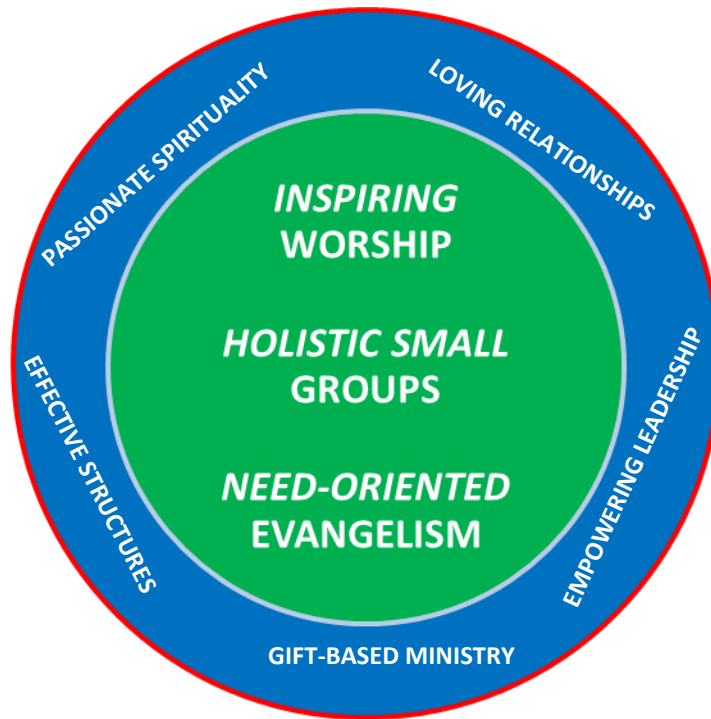 PASSIONATE SPIRITUALITY
LOVING RELATIONSHIPS
INSPIRING
WORSHIP
HOLISTIC SMALL
GROUPS
NEED-ORIENTED
EVANGELISM
EFFECTIVE STRUCTURES
EMPOWERING LEADERSHIP
GIFT-BASED MINISTRY